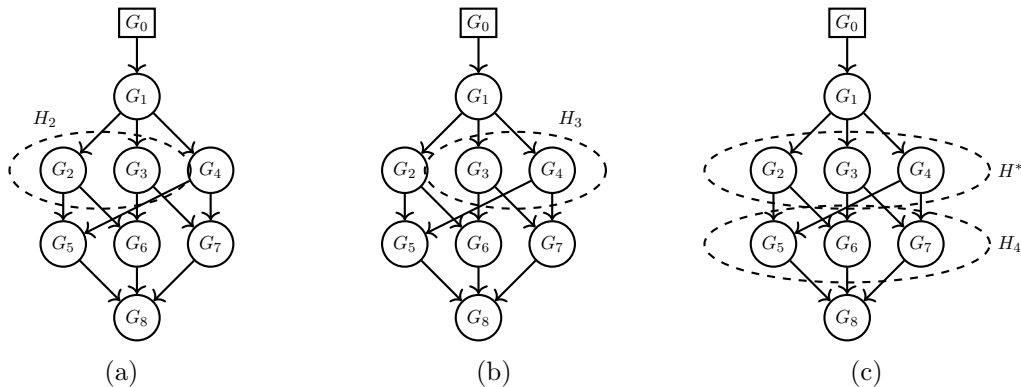 G₀ G₀ G₀
G₁ G₁ G₁
H₂ H₃
G₂ G₃ G₄ G₂ G₃ G₄ G₂ G₃ G₄ H*
G₅ G₆ G₇ G₅ G₆ G₇ G₅ G₆ G₇ H₄
G₈ G₈ G₈
(a) (b) (c)